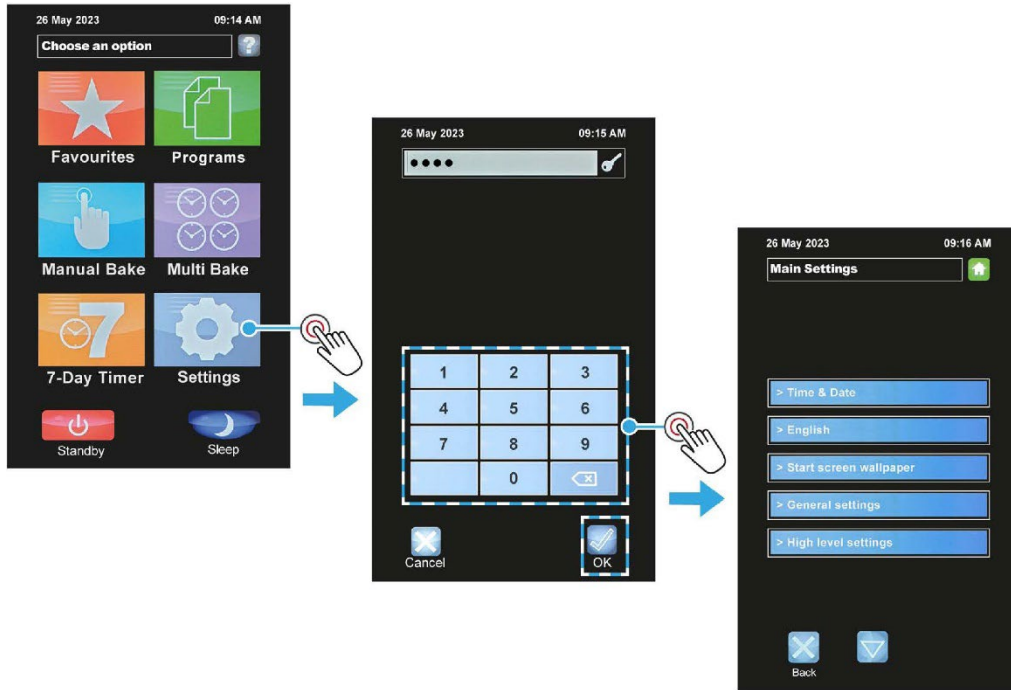 26 May 2023 09:14 AM
Choose an option ?
Favourites Programs
Manual Bake Multi Bake
7
7-Day Timer Settings
Standby Sleep
26 May 2023 09:15 AM
••••
1 2 3
4 5 6
7 8 9
0
Cancel OK
26 May 2023 09:16 AM
Main Settings
> Time & Date
> English
> Start screen wallpaper
> General settings
> High level settings
Back